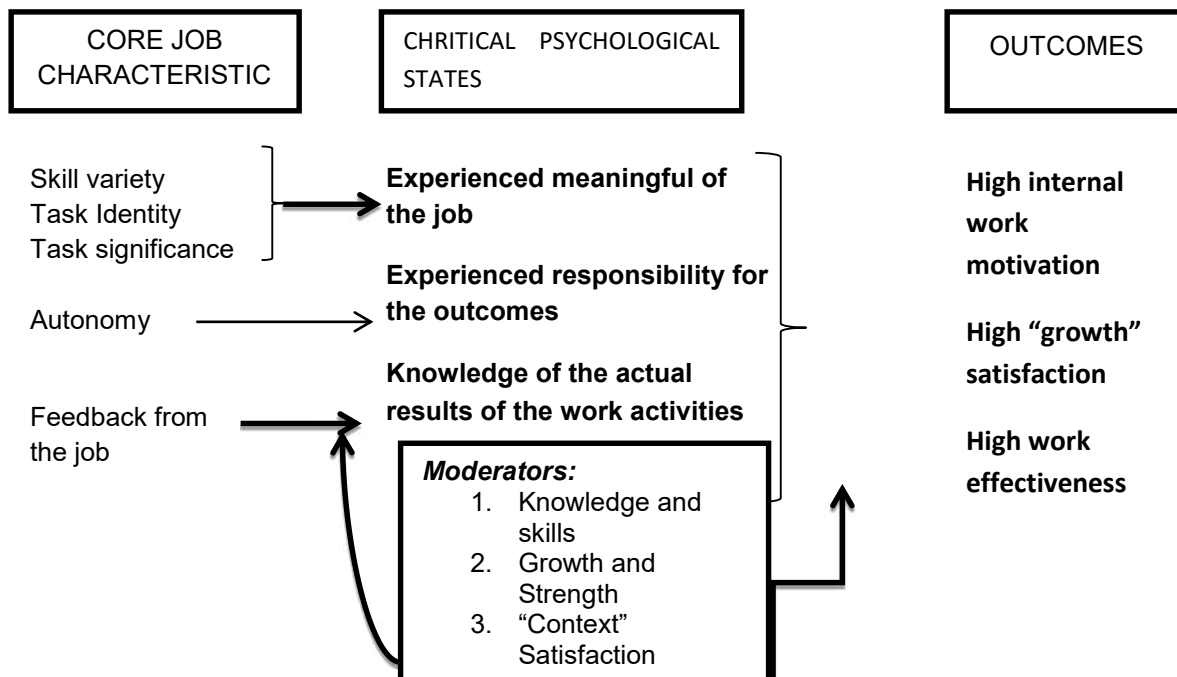 CORE JOB
CHARACTERISTIC
CHRITICAL PSYCHOLOGICAL
STATES
OUTCOMES
Skill variety
Task Identity
Task significance
Autonomy
Feedback from
the job
Experienced meaningful of
the job
Experienced responsibility for
the outcomes
Knowledge of the actual
results of the work activities
Moderators:
1. Knowledge and
skills
2. Growth and
Strength
3. “Context”
Satisfaction
High internal
work
motivation
High “growth”
satisfaction
High work
effectiveness